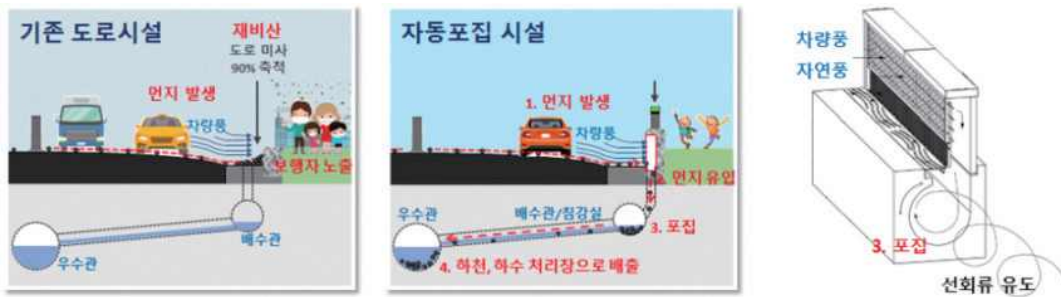 기존 도로시설
재비산
도로 미사
90% 축적
먼지 발생
차량풍
보행자 노출
배수관
우수관
자동포집 시설
1. 먼지 발생
차량풍
먼지 유입
우수관
배수관/침강실
3. 포집
4. 하천, 하수 처리장으로 배출
차량풍
자연풍
3. 포집
선회류 유도